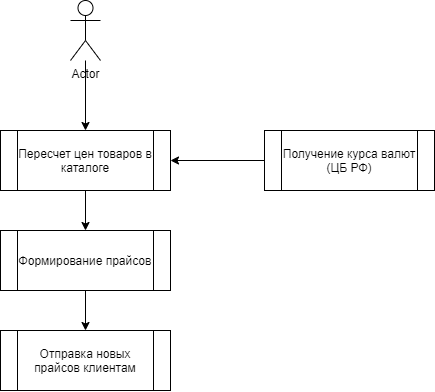 Actor
Пересчет цен товаров в
каталоге
Получение курса валют
(ЦБ РФ)
Формирование прайсов
Отправка новых
прайсов клиентам